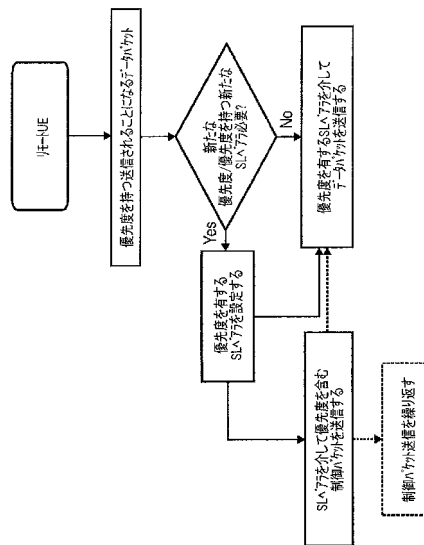 リモートUE
優先度を持つ送信されることになるデータパケット
新たな
優先度/優先度を持つ新たな
SLベアラ必要?
Yes
No
優先度を有する
SLベアラを設定する
優先度を有するSLベアラを介して
データパケットを送信する
SLベアラを介して優先度を含む
制御パケットを送信する
制御パケット送信を繰り返す